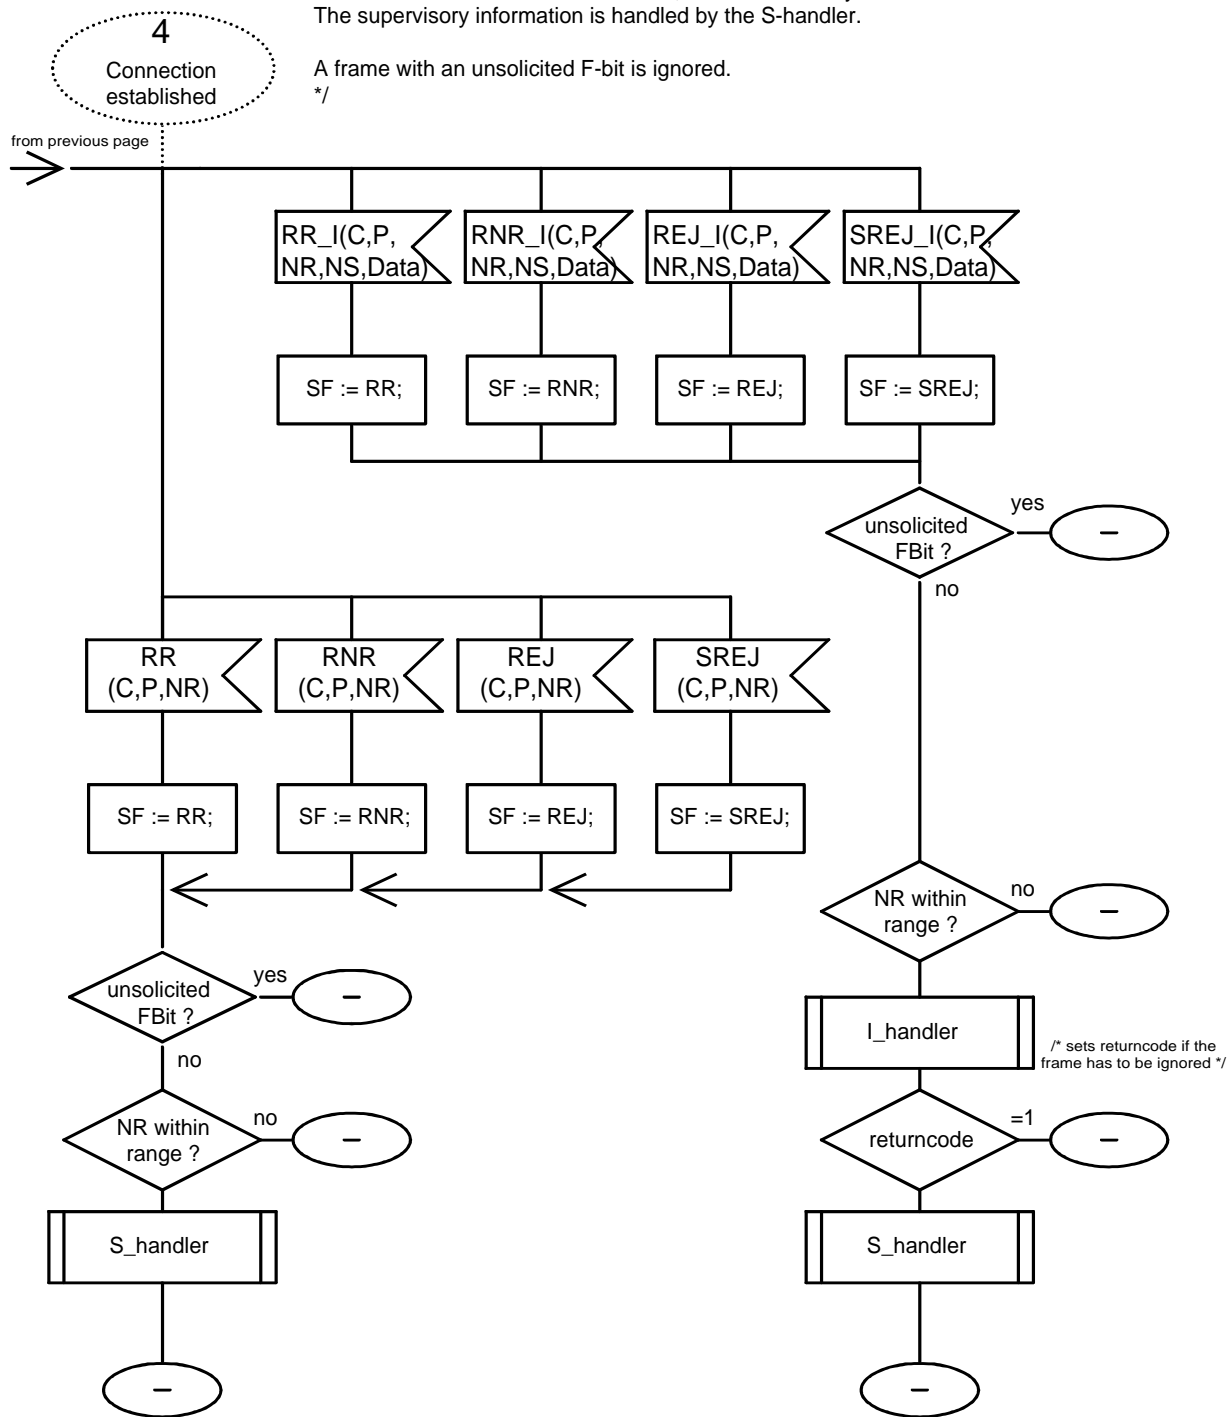 The supervisory information is handled by the S-handler.
A frame with an unsolicited F-bit is ignored.
*/
4
Connection
established
from previous page
RR_I(C,P,
NR,NS,Data)
RNR_I(C,P,
NR,NS,Data)
REJ_I(C,P,
NR,NS,Data)
SREJ_I(C,P,
NR,NS,Data)
SF := RR;
SF := RNR;
SF := REJ;
SF := SREJ;
unsolicited
FBit ?
yes
–
no
RR
(C,P,NR)
RNR
(C,P,NR)
REJ
(C,P,NR)
SREJ
(C,P,NR)
SF := RR;
SF := RNR;
SF := REJ;
SF := SREJ;
NR within
range ?
no
–
unsolicited
FBit ?
yes
–
no
I_handler
/* sets returncode if the
frame has to be ignored */
NR within
range ?
no
–
returncode
=1
–
S_handler
S_handler
–
–